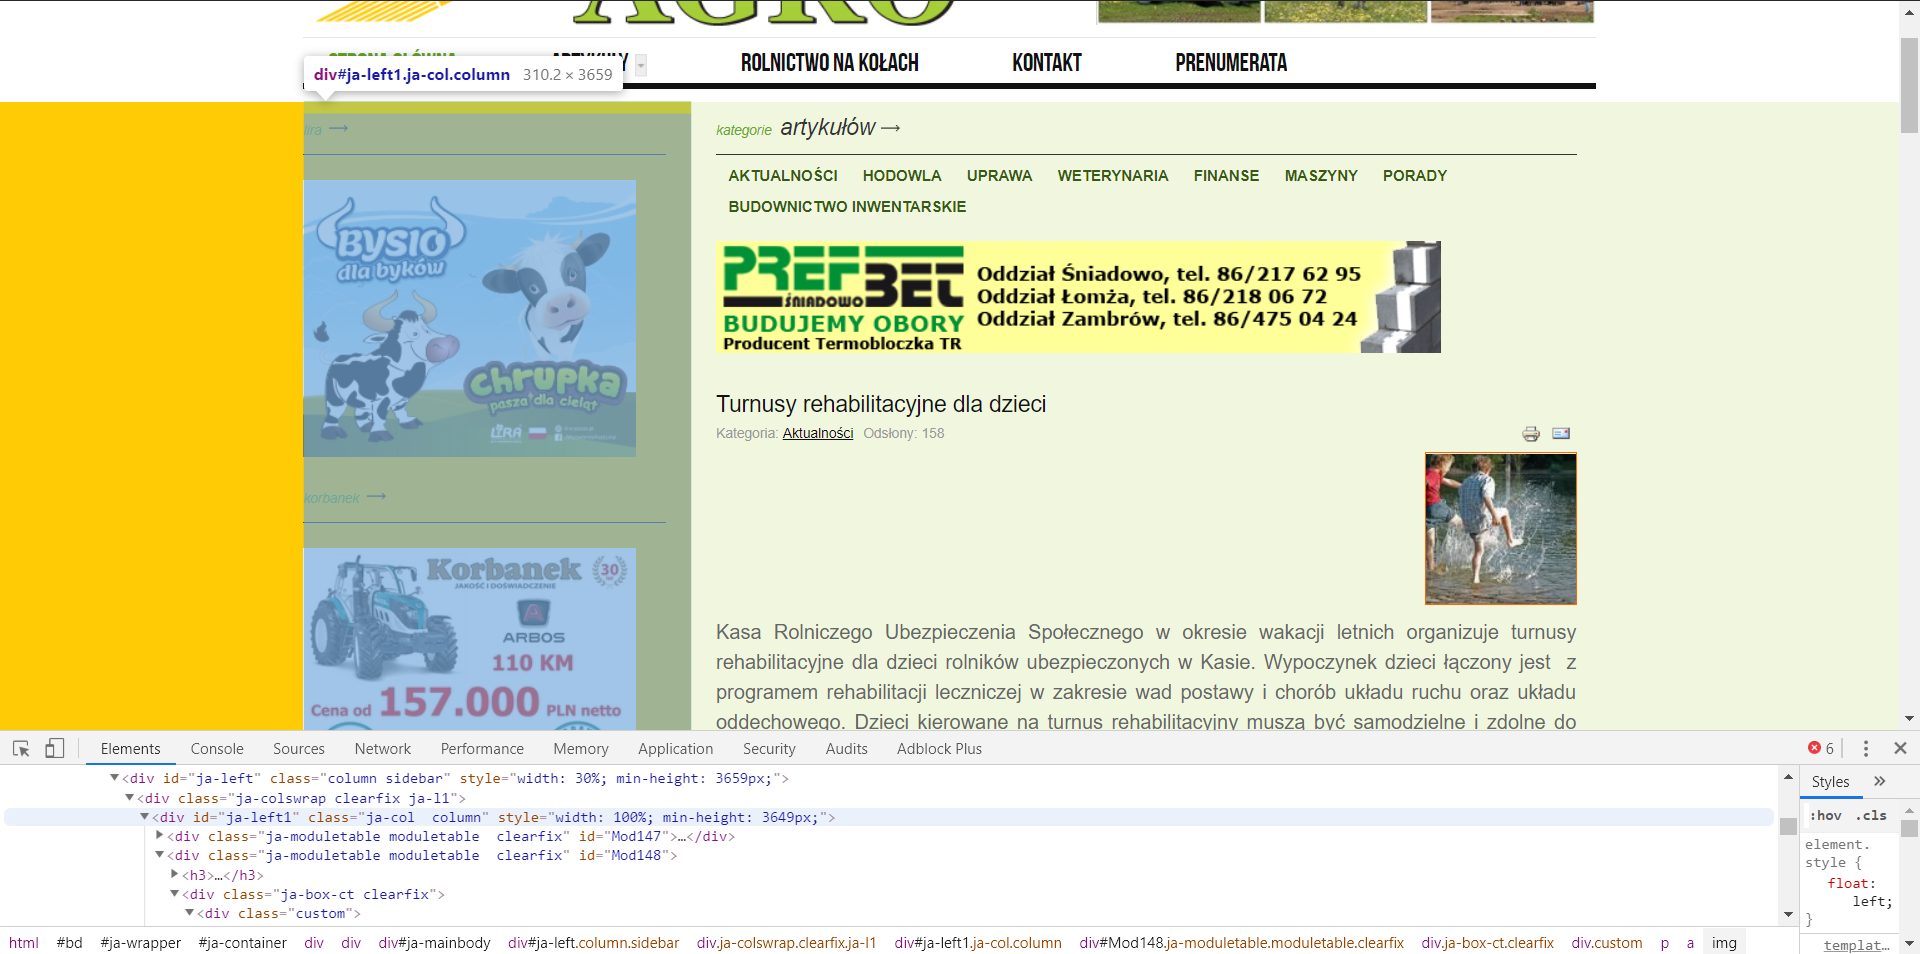 AGRO
STRONA GŁÓWNA
ARTYKUŁY
ROLNICTWO NA KOŁACH
KONTAKT
PRENUMERATA
div#ja-left1.ja-col.column 310.2 × 3659
lira
kategorie artykułów
AKTUALNOŚCI HODOWLA UPRAWA WETERYNARIA FINANSE MASZYNY PORADY
BUDOWNICTWO INWENTARSKIE
BYSIO
dla byków
chrupka
pasza dla cieląt
LIRA
PREFBET
ŚNIADOWO
BUDUJEMY OBORY
Producent Termobloczka TR
Oddział Śniadowo, tel. 86/217 62 95
Oddział Łomża, tel. 86/218 06 72
Oddział Zambrów, tel. 86/475 04 24
Turnusy rehabilitacyjne dla dzieci
Kategoria: Aktualności Odsłony: 158
korbanek
Korbanek
JAKOŚĆ I DOŚWIADCZENIE
30
ARBOS
110 KM
Cena od 157.000 PLN netto
Kasa Rolniczego Ubezpieczenia Społecznego w okresie wakacji letnich organizuje turnusy
rehabilitacyjne dla dzieci rolników ubezpieczonych w Kasie. Wypoczynek dzieci łączony jest z
programem rehabilitacji leczniczej w zakresie wad postawy i chorób układu ruchu oraz układu
oddechowego. Dzieci kierowane na turnus rehabilitacyjny muszą być samodzielne i zdolne do
Elements Console Sources Network Performance Memory Application Security Audits Adblock Plus 6
<div id="ja-left" class="column sidebar" style="width: 30%; min-height: 3659px;">
<div class="ja-colswrap clearfix ja-l1">
<div id="ja-left1" class="ja-col  column" style="width: 100%; min-height: 3649px;">
<div class="ja-moduletable moduletable  clearfix" id="Mod147">…</div>
<div class="ja-moduletable moduletable  clearfix" id="Mod148">
<h3>…</h3>
<div class="ja-box-ct clearfix">
<div class="custom">
Styles
:hov .cls
element.
style {
float:
left;
}
templat…
html #bd #ja-wrapper #ja-container div div div#ja-mainbody div#ja-left.column.sidebar div.ja-colswrap.clearfix.ja-l1 div#ja-left1.ja-col.column div#Mod148.ja-moduletable.moduletable.clearfix div.ja-box-ct.clearfix div.custom p a img